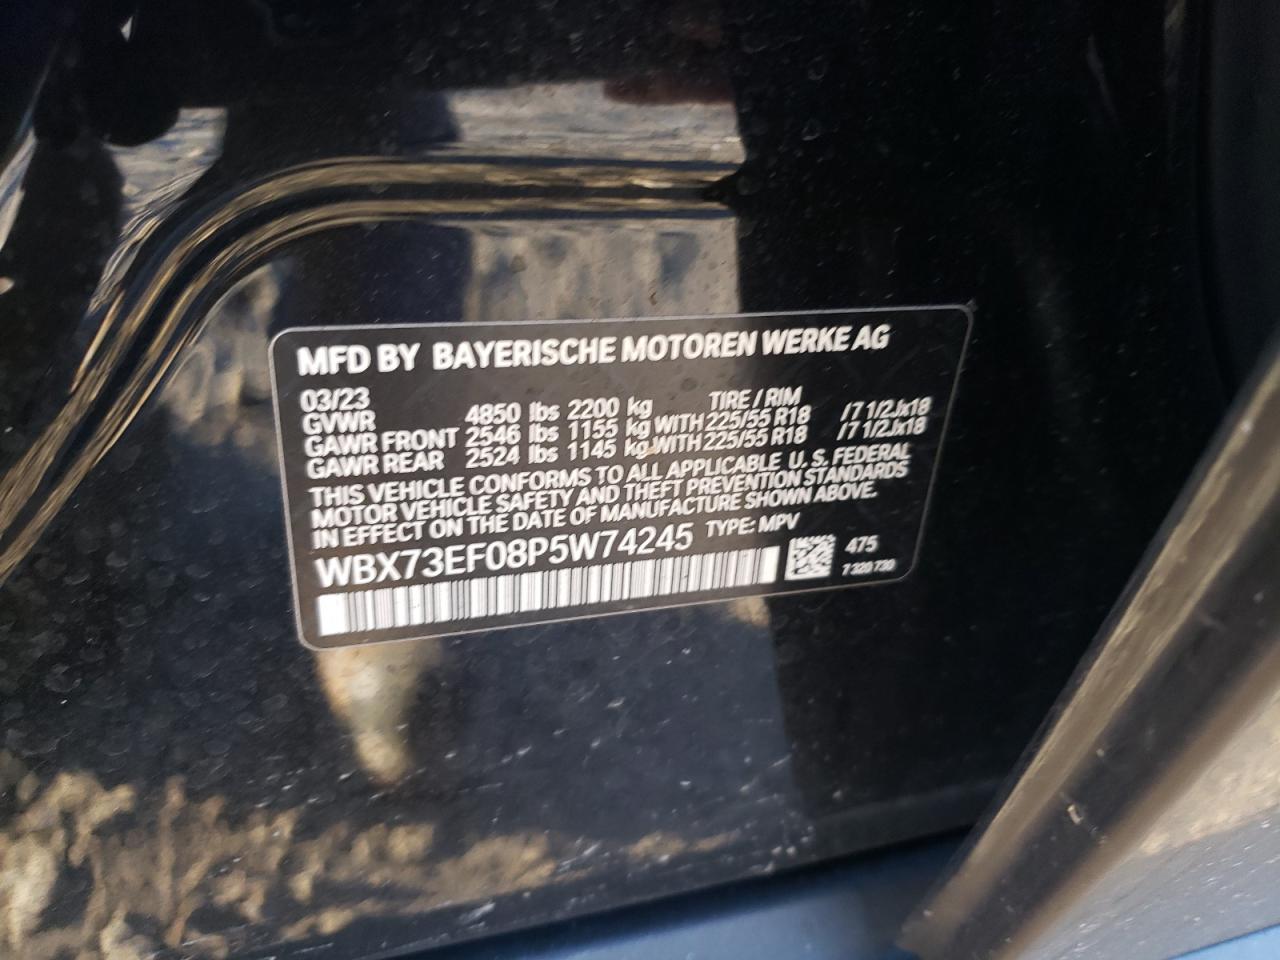 MFD BY BAYERISCHE MOTOREN WERKE AG
03/23 TIRE / RIM
GVWR 4850 lbs 2200 kg
GAWR FRONT 2546 lbs 1155 kg WITH 225/55 R18 /7 1/2Jx18
GAWR REAR 2524 lbs 1145 kg WITH 225/55 R18 /7 1/2Jx18
THIS VEHICLE CONFORMS TO ALL APPLICABLE U. S. FEDERAL
MOTOR VEHICLE SAFETY AND THEFT PREVENTION STANDARDS
IN EFFECT ON THE DATE OF MANUFACTURE SHOWN ABOVE.
WBX73EF08P5W74245 TYPE: MPV
475
7 320 730